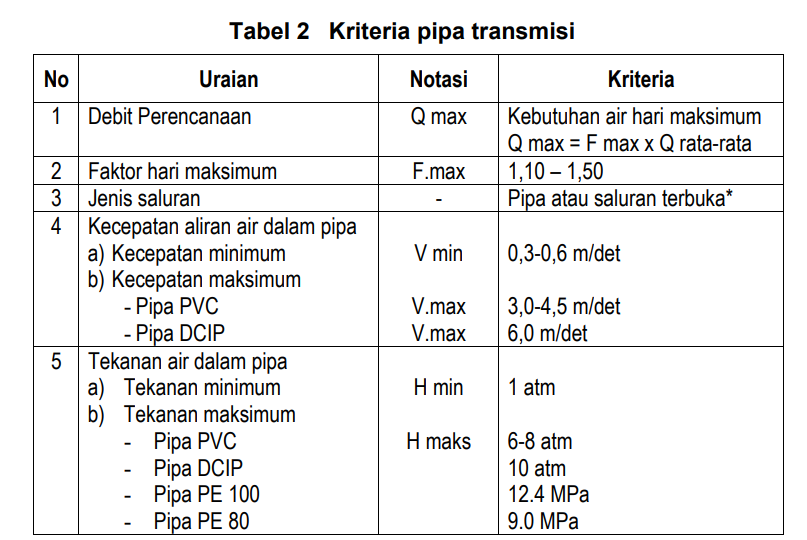 Tabel 2 Kriteria pipa transmisi
No Uraian Notasi Kriteria
1 Debit Perencanaan Q max Kebutuhan air hari maksimum
Q max = F max x Q rata-rata
2 Faktor hari maksimum F.max 1,10 – 1,50
3 Jenis saluran - Pipa atau saluran terbuka*
4 Kecepatan aliran air dalam pipa
a) Kecepatan minimum V min 0,3-0,6 m/det
b) Kecepatan maksimum
- Pipa PVC V.max 3,0-4,5 m/det
- Pipa DCIP V.max 6,0 m/det
5 Tekanan air dalam pipa
a) Tekanan minimum H min 1 atm
b) Tekanan maksimum
- Pipa PVC H maks 6-8 atm
- Pipa DCIP 10 atm
- Pipa PE 100 12.4 MPa
- Pipa PE 80 9.0 MPa